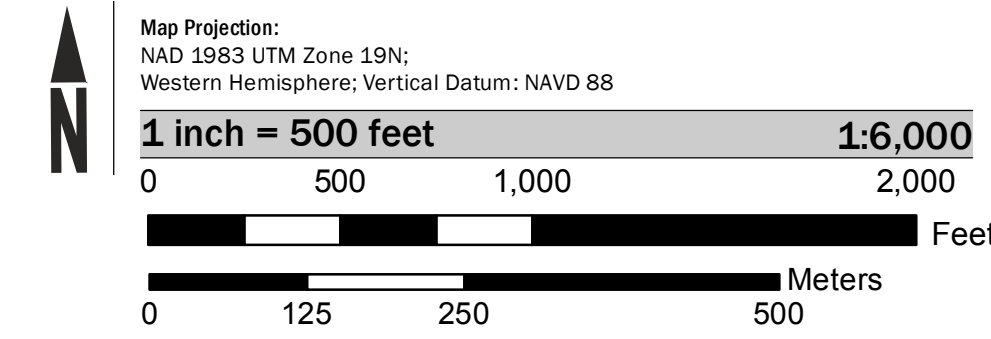 N
Map Projection:
NAD 1983 UTM Zone 19N;
Western Hemisphere; Vertical Datum: NAVD 88
1 inch = 500 feet 1:6,000
0 500 1,000 2,000
Feet
Meters
0 125 250 500